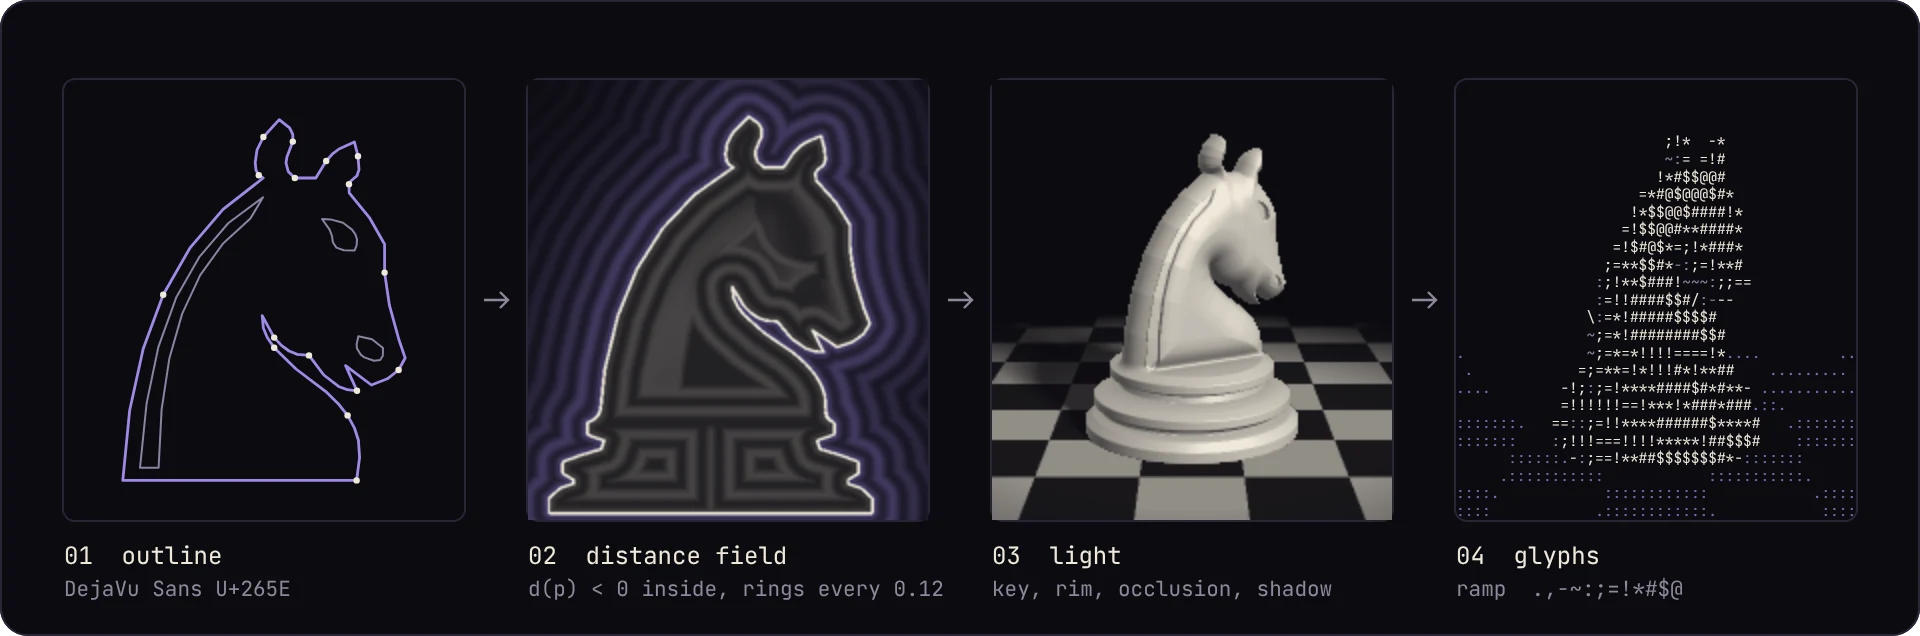 ;!*  -*
~:= =!#
!*#$$@@#
=*#@$@@@$#*
!*$$@@$####!*
=!$$@@#**####*
=!$#@$*=;!*###*
;=**$$#*-:;=!**#
:;!**$###!~~~:;;==
:=!!####$$#/:---
\:=*!#####$$$$#
~;=*!########$$#
.              ~;=*=*!!!!====!*....          ..
.            =;=**=!*!!!#*!**##    .........
....        -!;:;=!****####$#*#**- ...........
=!!!!!!==!***!*###*###.::.
:::::::.   ==::;=!!****######$****#   .:::::::
:::::::    :;!!!===!!!!*****!##$$$#    :::::::
::::::.-:;==!**##$$$$$$$#*-:::::::
.:::::::::::            :::::::::::.
::::.            ::::::::::::            .::::
::::            .::::::::::::.            ::::
01  outline
DejaVu Sans U+265E
02  distance field
d(p) < 0 inside, rings every 0.12
03  light
key, rim, occlusion, shadow
04  glyphs
ramp  .,-~:;=!*#$@